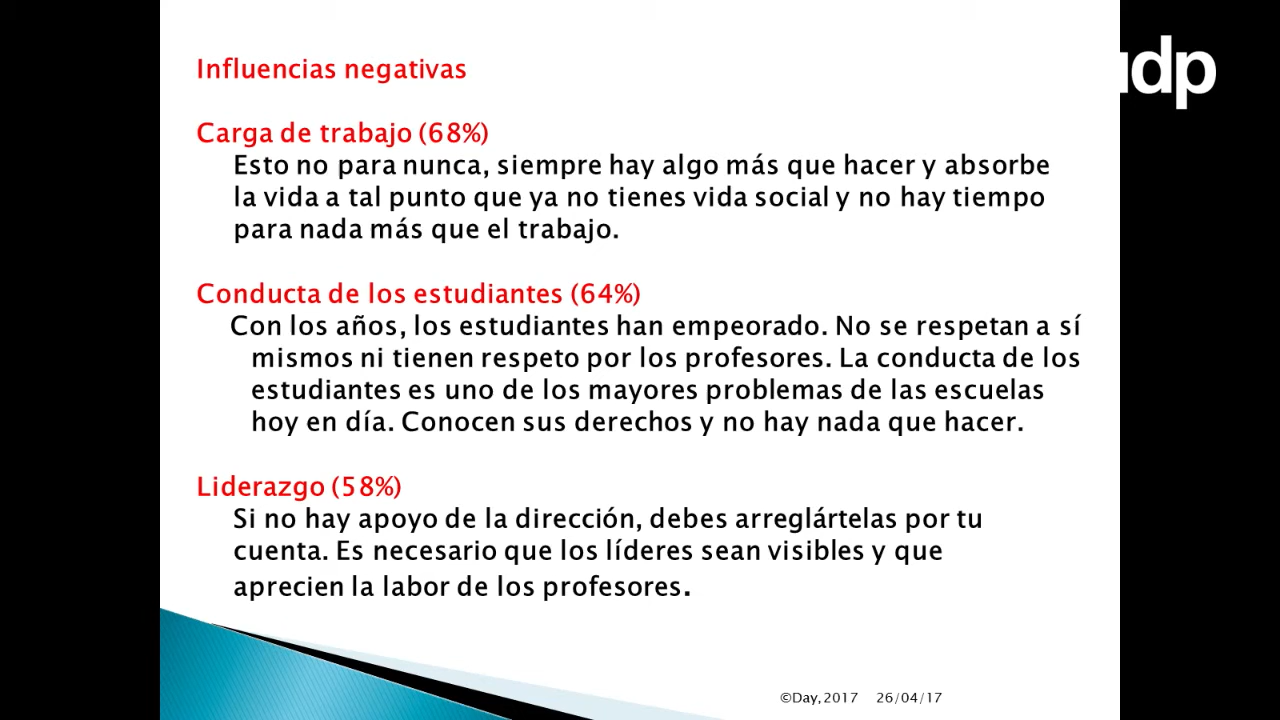 Influencias negativas
Carga de trabajo (68%)
Esto no para nunca, siempre hay algo más que hacer y absorbe
la vida a tal punto que ya no tienes vida social y no hay tiempo
para nada más que el trabajo.
Conducta de los estudiantes (64%)
Con los años, los estudiantes han empeorado. No se respetan a sí
mismos ni tienen respeto por los profesores. La conducta de los
estudiantes es uno de los mayores problemas de las escuelas
hoy en día. Conocen sus derechos y no hay nada que hacer.
Liderazgo (58%)
Si no hay apoyo de la dirección, debes arreglártelas por tu
cuenta. Es necesario que los líderes sean visibles y que
aprecien la labor de los profesores.
©Day, 2017 26/04/17